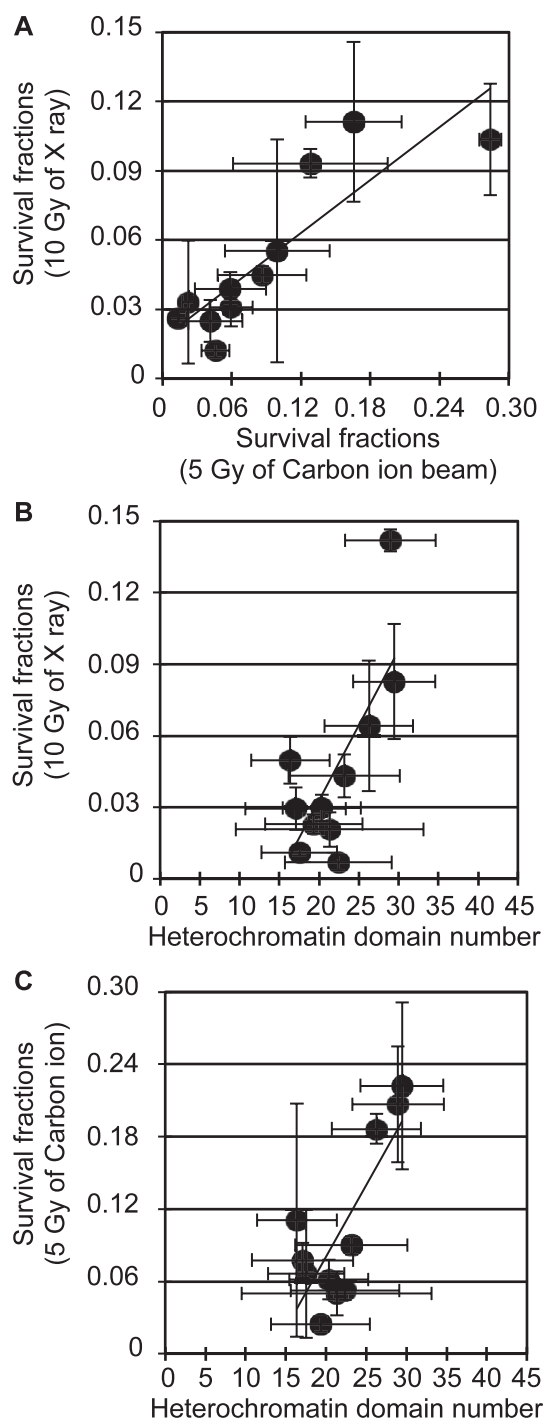 A
Survival fractions
(10 Gy of X ray)
0.15
0.12
0.09
0.06
0.03
0
0 0.06 0.12 0.18 0.24 0.30
Survival fractions
(5 Gy of Carbon ion beam)
B
Survival fractions
(10 Gy of X ray)
0.15
0.12
0.09
0.06
0.03
0
0 5 10 15 20 25 30 35 40 45
Heterochromatin domain number
C
Survival fractions
(5 Gy of Carbon ion)
0.30
0.24
0.18
0.12
0.06
0
0 5 10 15 20 25 30 35 40 45
Heterochromatin domain number